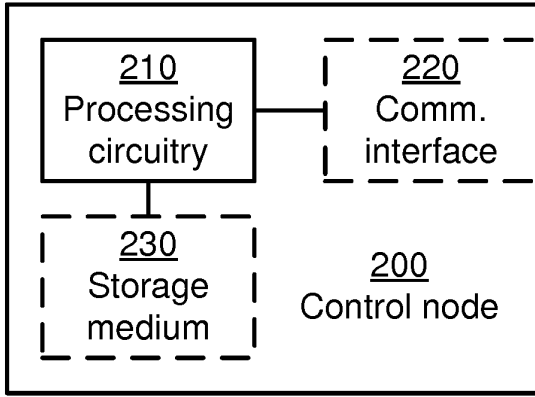 210
Processing
circuitry
220
Comm.
interface
230
Storage
medium
200
Control node